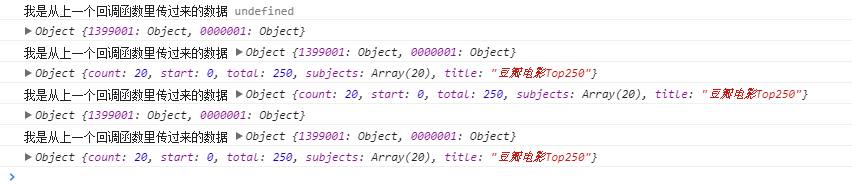 我是从上一个回调函数里传过来的数据 undefined
▶ Object {1399001: Object, 0000001: Object}
我是从上一个回调函数里传过来的数据 ▶ Object {1399001: Object, 0000001: Object}
▶ Object {count: 20, start: 0, total: 250, subjects: Array(20), title: "豆瓣电影Top250"}
我是从上一个回调函数里传过来的数据 ▶ Object {count: 20, start: 0, total: 250, subjects: Array(20), title: "豆瓣电影Top250"}
▶ Object {1399001: Object, 0000001: Object}
我是从上一个回调函数里传过来的数据 ▶ Object {1399001: Object, 0000001: Object}
▶ Object {count: 20, start: 0, total: 250, subjects: Array(20), title: "豆瓣电影Top250"}